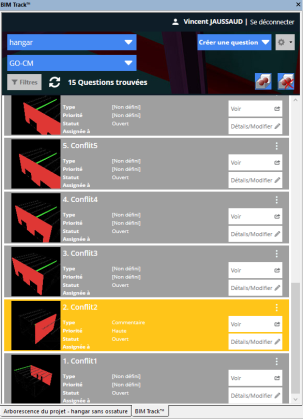 BIM Track™
Vincent JAUSSAUD | Se déconnecter
hangar
Créer une question
GO-CM
Filtres
15 Questions trouvées
Type [Non défini]
Priorité [Non défini]
Statut Ouvert
Assignée à
Voir
Détails/Modifier
5. Conflit5
Type [Non défini]
Priorité [Non défini]
Statut Ouvert
Assignée à
Voir
Détails/Modifier
4. Conflit4
Type [Non défini]
Priorité [Non défini]
Statut Ouvert
Assignée à
Voir
Détails/Modifier
3. Conflit3
Type [Non défini]
Priorité [Non défini]
Statut Ouvert
Assignée à
Voir
Détails/Modifier
2. Conflit2
Type Commentaire
Priorité Haute
Statut Ouvert
Assignée à
Voir
Détails/Modifier
1. Conflit1
Type [Non défini]
Priorité [Non défini]
Statut Ouvert
Assignée à
Voir
Détails/Modifier
Arborescence du projet - hangar sans ossature
BIM Track™